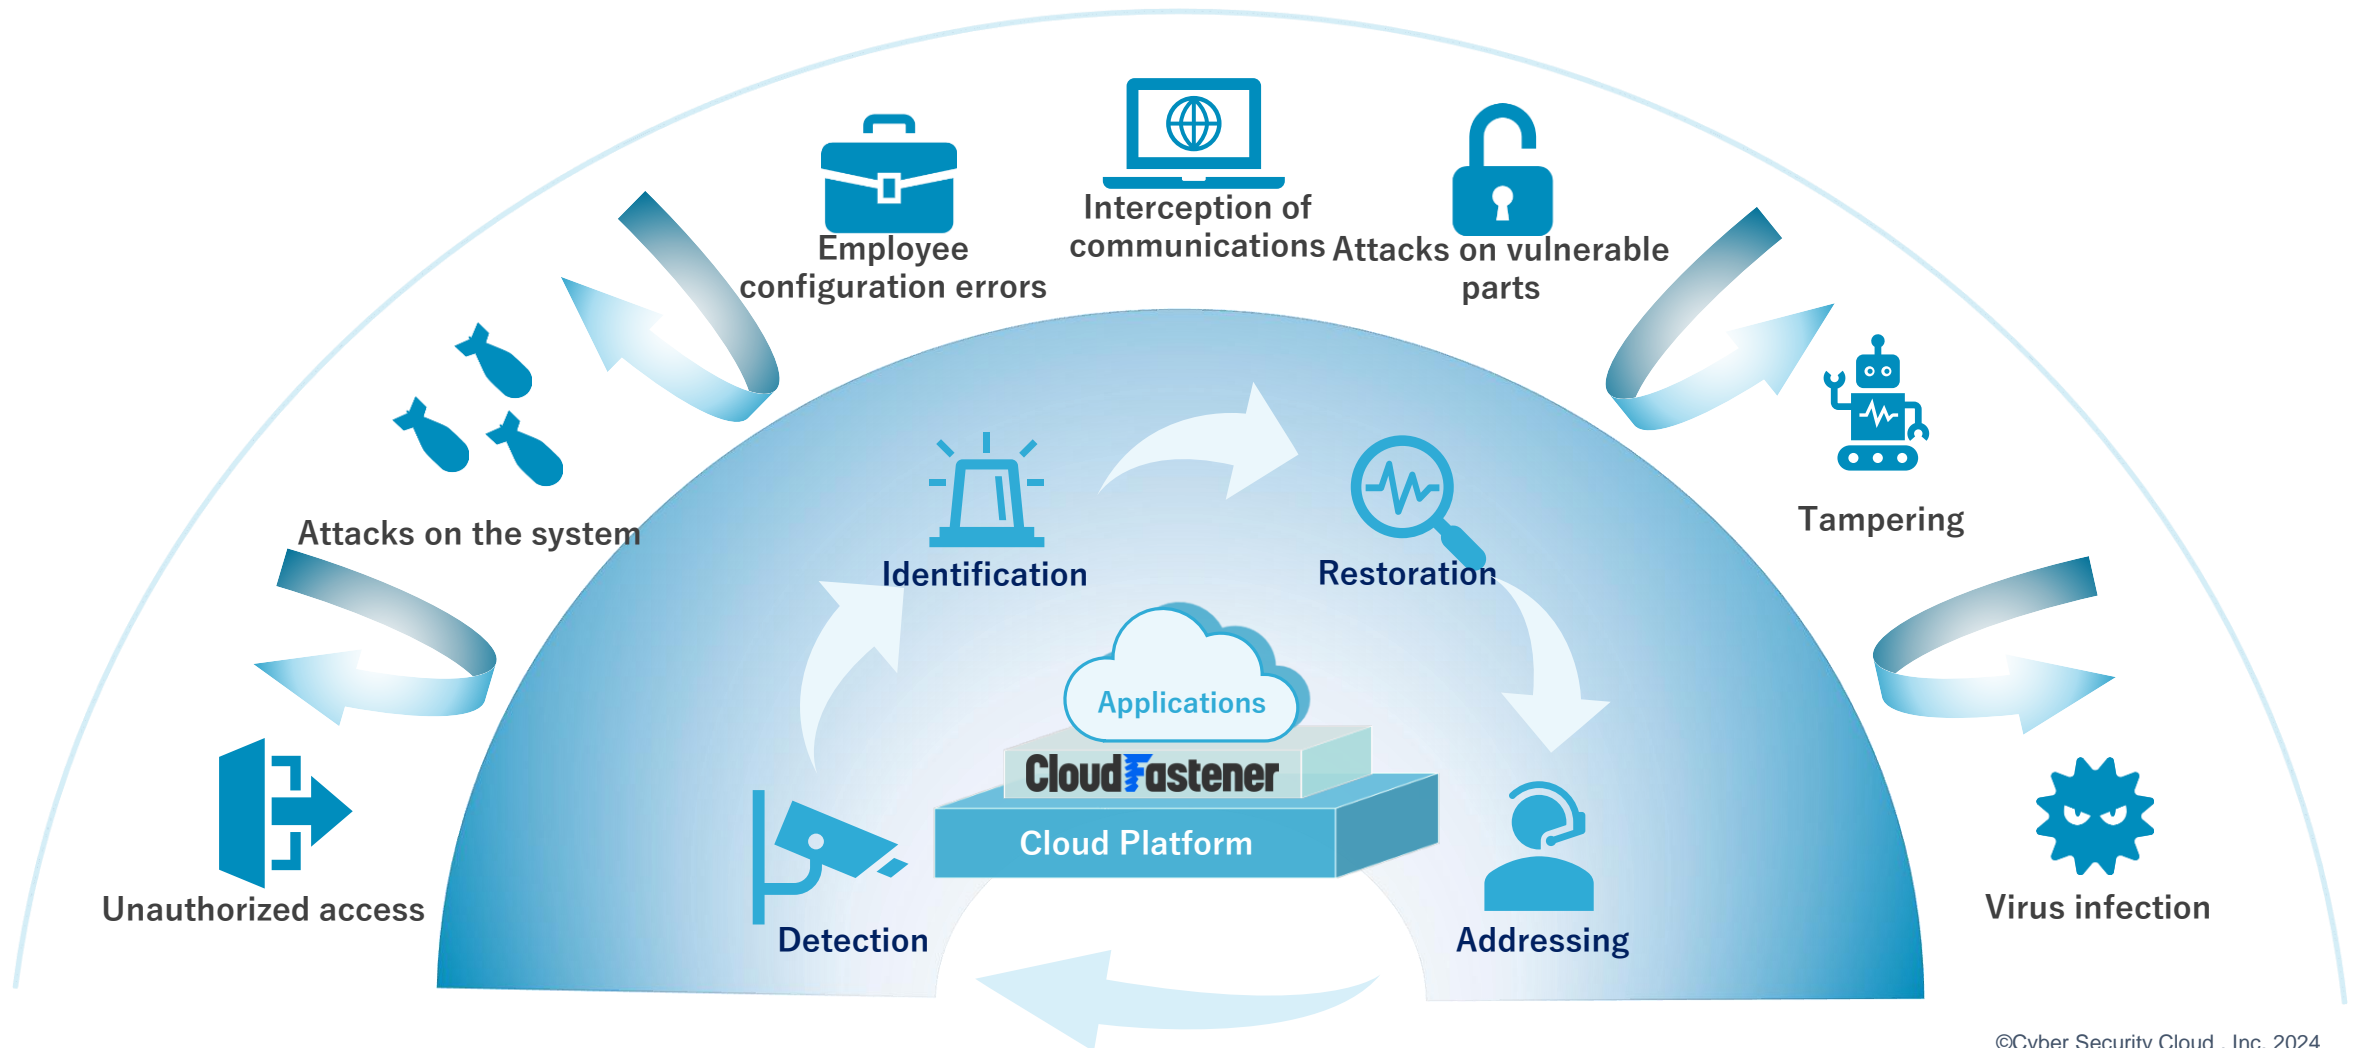 Interception of
communications
Employee
configuration errors
Attacks on vulnerable
parts
Attacks on the system
Tampering
Identification
Restoration
Applications
CloudFastener
Cloud Platform
Unauthorized access
Virus infection
Detection
Addressing
©Cyber Security Cloud , Inc. 2024